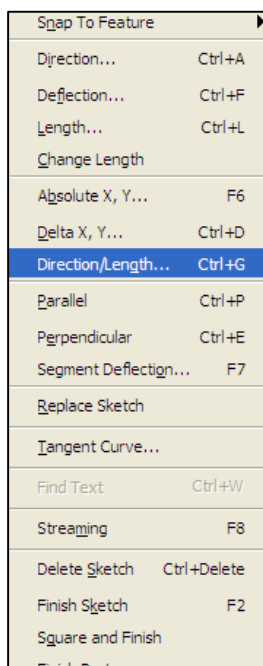 Snap To Feature
Direction... Ctrl+A
Deflection... Ctrl+F
Length... Ctrl+L
Change Length
Absolute X, Y... F6
Delta X, Y... Ctrl+D
Direction/Length... Ctrl+G
Parallel Ctrl+P
Perpendicular Ctrl+E
Segment Deflection... F7
Replace Sketch
Tangent Curve...
Find Text Ctrl+W
Streaming F8
Delete Sketch Ctrl+Delete
Finish Sketch F2
Square and Finish
Finish